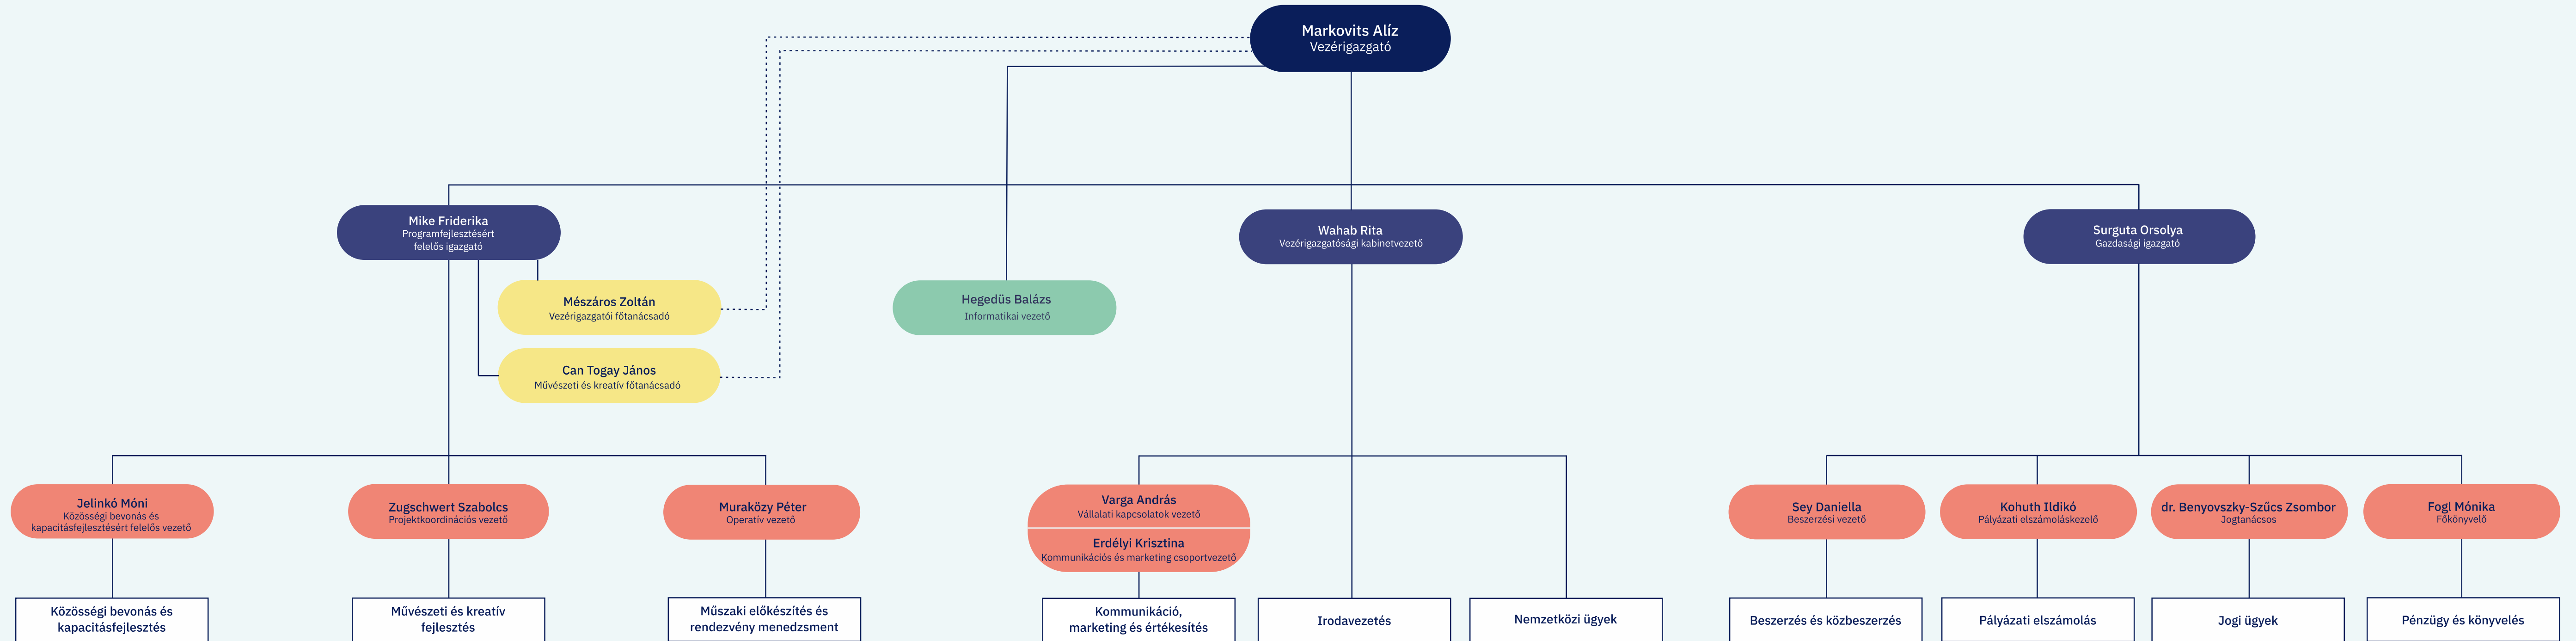 Markovits Alíz
Vezérigazgató
Mike Friderika
Programfejlesztésért
felelős igazgató
Wahab Rita
Vezérigazgatósági kabinetvezető
Surguta Orsolya
Gazdasági igazgató
Mészáros Zoltán
Vezérigazgatói főtanácsadó
Hegedüs Balázs
Informatikai vezető
Can Togay János
Művészeti és kreatív főtanácsadó
Jelinkó Móni
Közösségi bevonás és
kapacitásfejlesztésért felelős vezető
Zugschwert Szabolcs
Projektkoordinációs vezető
Muraközy Péter
Operatív vezető
Varga András
Vállalati kapcsolatok vezető
Erdélyi Krisztina
Kommunikációs és marketing csoportvezető
Sey Daniella
Beszerzési vezető
Kohuth Ildikó
Pályázati elszámoláskezelő
dr. Benyovszky-Szűcs Zsombor
Jogtanácsos
Fogl Mónika
Főkönyvelő
Közösségi bevonás és
kapacitásfejlesztés
Művészeti és kreatív
fejlesztés
Műszaki előkészítés és
rendezvény menedzsment
Kommunikáció,
marketing és értékesítés
Irodavezetés
Nemzetközi ügyek
Beszerzés és közbeszerzés
Pályázati elszámolás
Jogi ügyek
Pénzügy és könyvelés